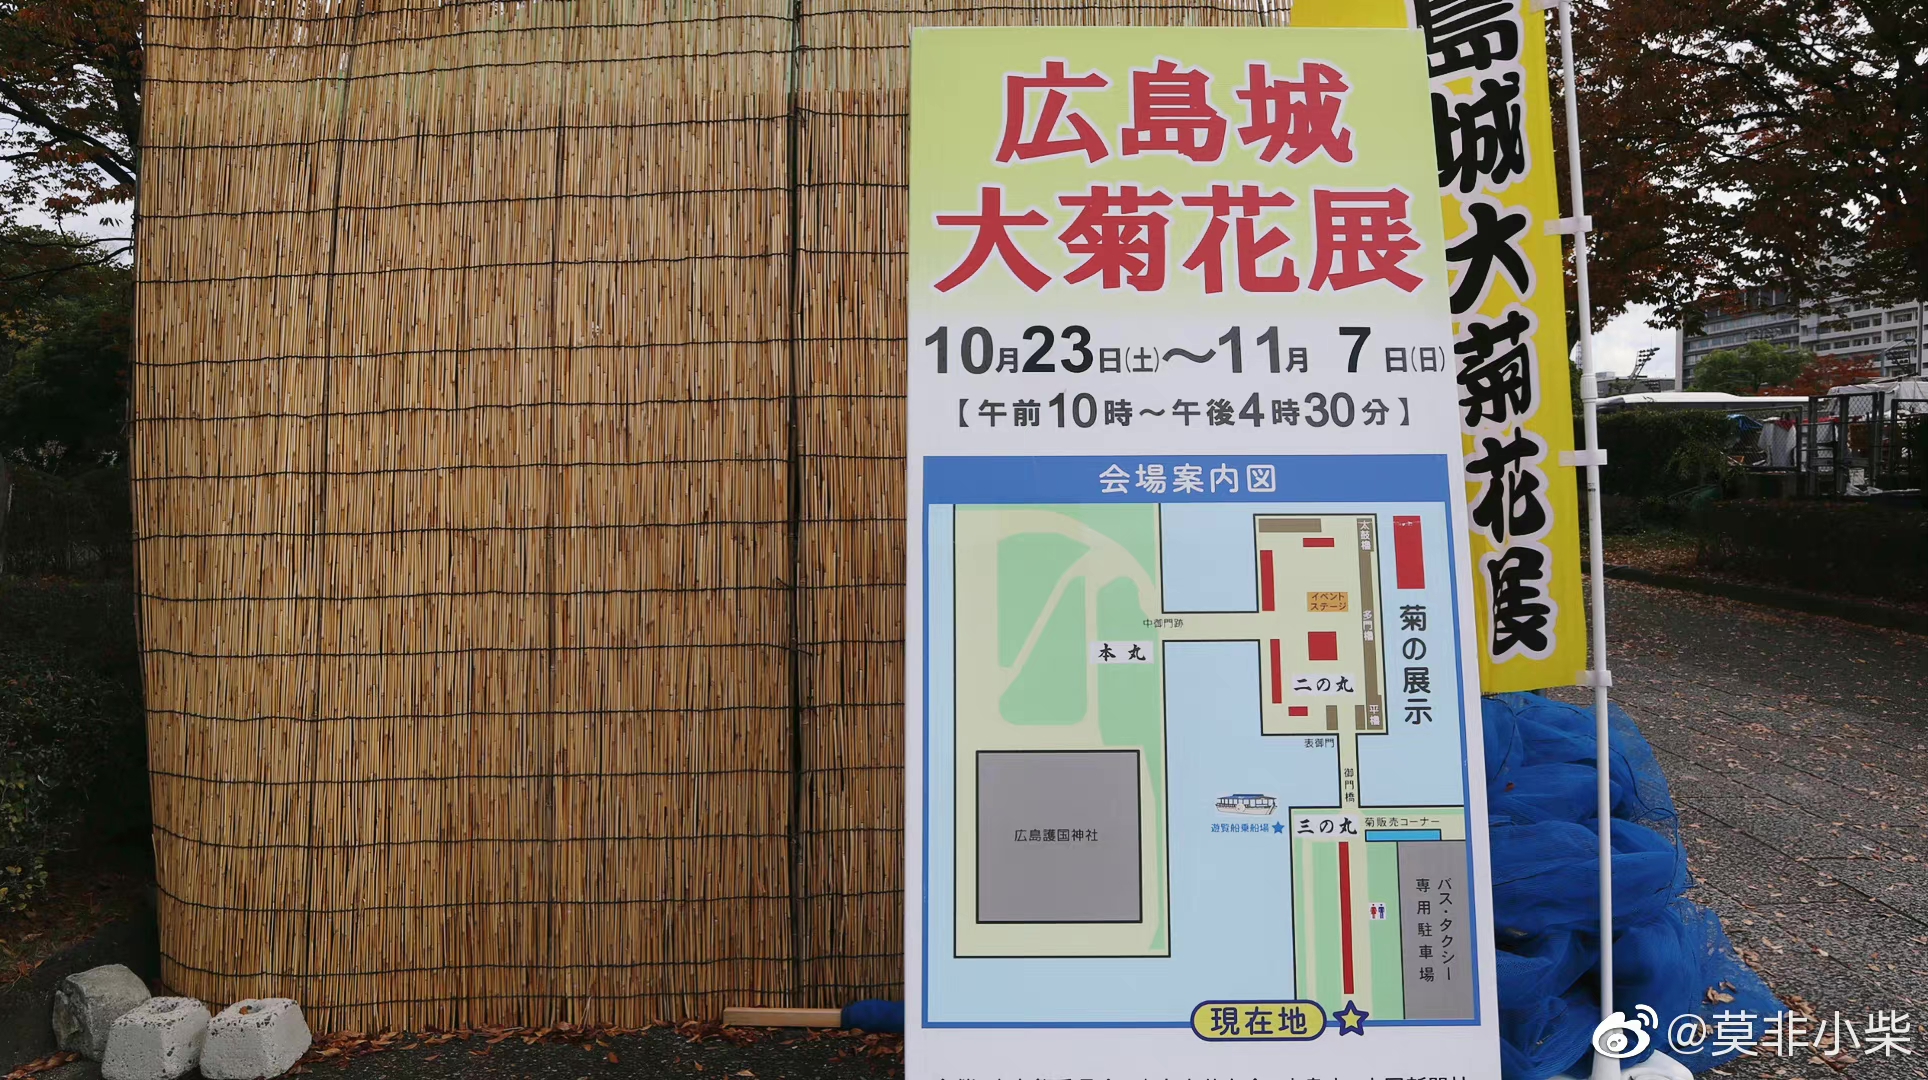 広島城
大菊花展
10月23日(土)～11月 7日(日)
【午前10時～午後4時30分】
会場案内図
太鼓櫓
イベント
ステージ
中御門跡
本丸
二の丸
平櫓
菊の展示
表御門
御門橋
遊覧船乗船場
三の丸
菊販売コーナー
広島護国神社
バス・タクシー
専用駐車場
現在地
島城大菊花展
@莫非小柴